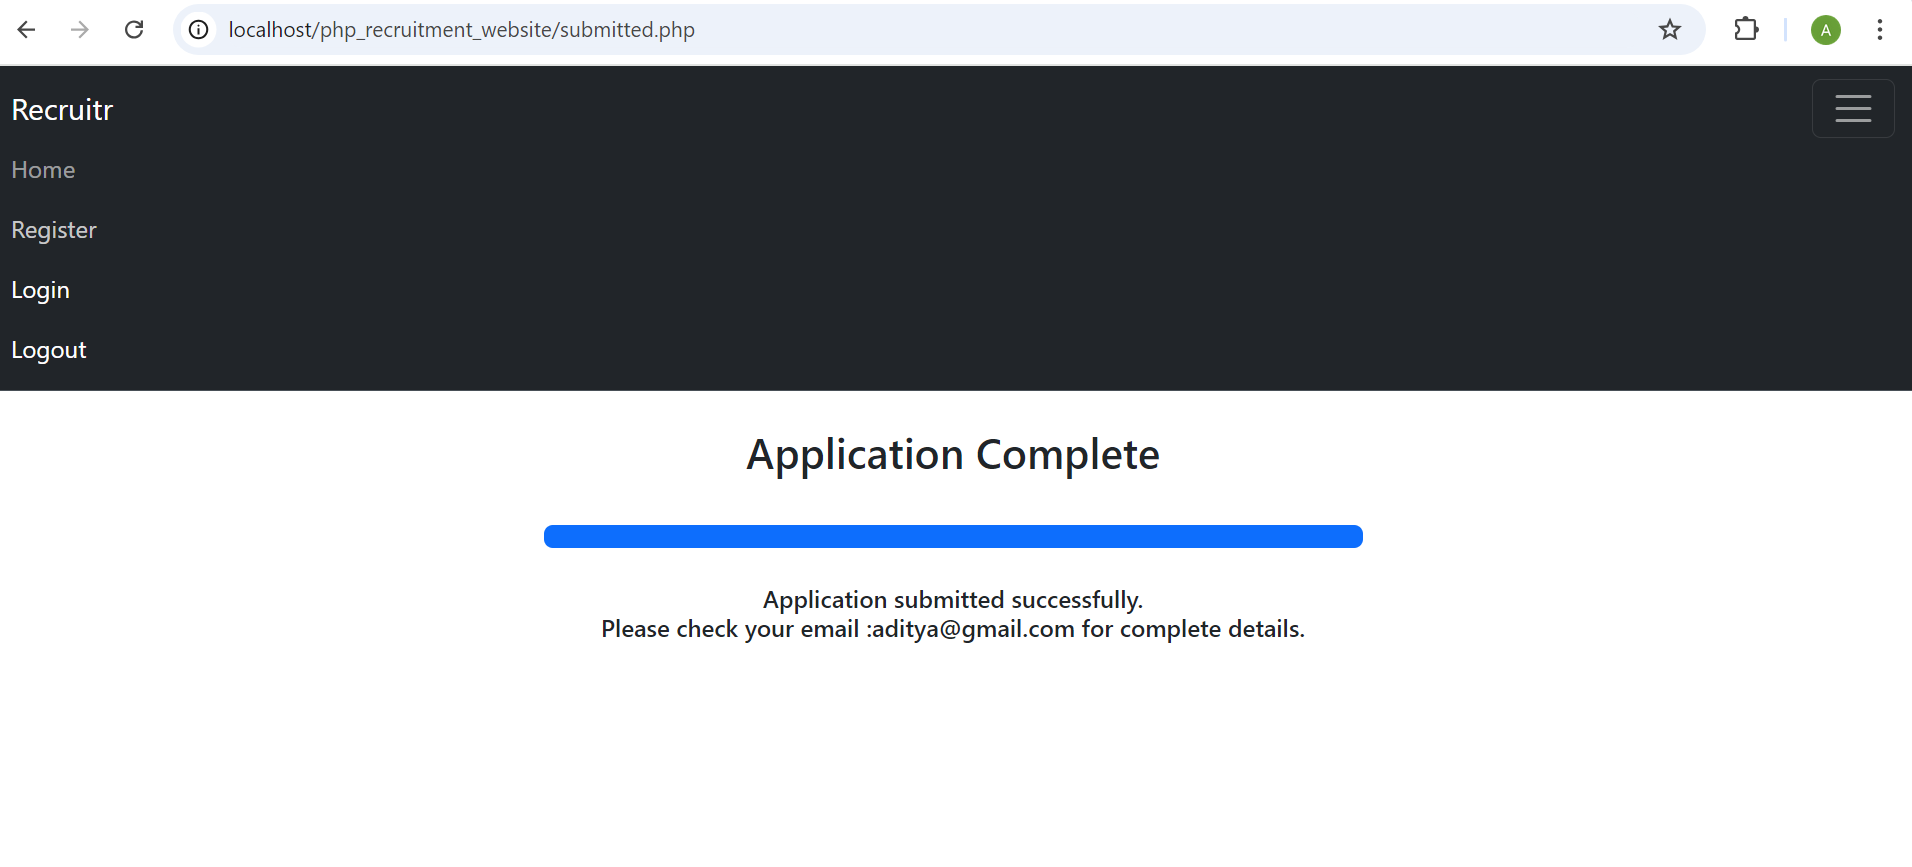 localhost/php_recruitment_website/submitted.php
A
Recruitr
Home
Register
Login
Logout
Application Complete
Application submitted successfully.
Please check your email :aditya@gmail.com for complete details.